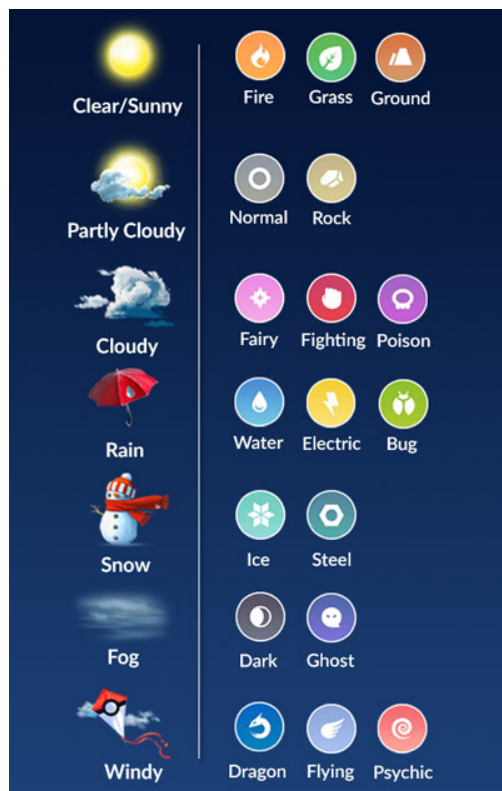 Clear/Sunny
Fire Grass Ground
Partly Cloudy
Normal Rock
Cloudy
Fairy Fighting Poison
Rain
Water Electric Bug
Snow
Ice Steel
Fog
Dark Ghost
Windy
Dragon Flying Psychic